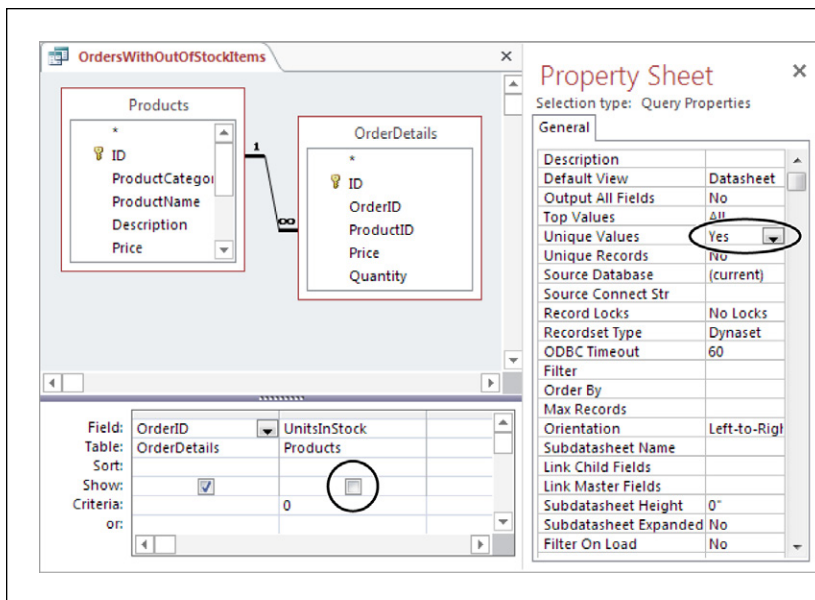 OrdersWithOutOfStockItems
Products
*
ID
ProductCategor
ProductName
Description
Price
1
∞
OrderDetails
*
ID
OrderID
ProductID
Price
Quantity
Field: OrderID UnitsInStock
Table: OrderDetails Products
Sort:
Show:
Criteria: 0
or:
Property Sheet
Selection type: Query Properties
General
Description
Default View Datasheet
Output All Fields No
Top Values All
Unique Values Yes
Unique Records No
Source Database (current)
Source Connect Str
Record Locks No Locks
Recordset Type Dynaset
ODBC Timeout 60
Filter
Order By
Max Records
Orientation Left-to-Righ
Subdatasheet Name
Link Child Fields
Link Master Fields
Subdatasheet Height 0"
Subdatasheet Expanded No
Filter On Load No